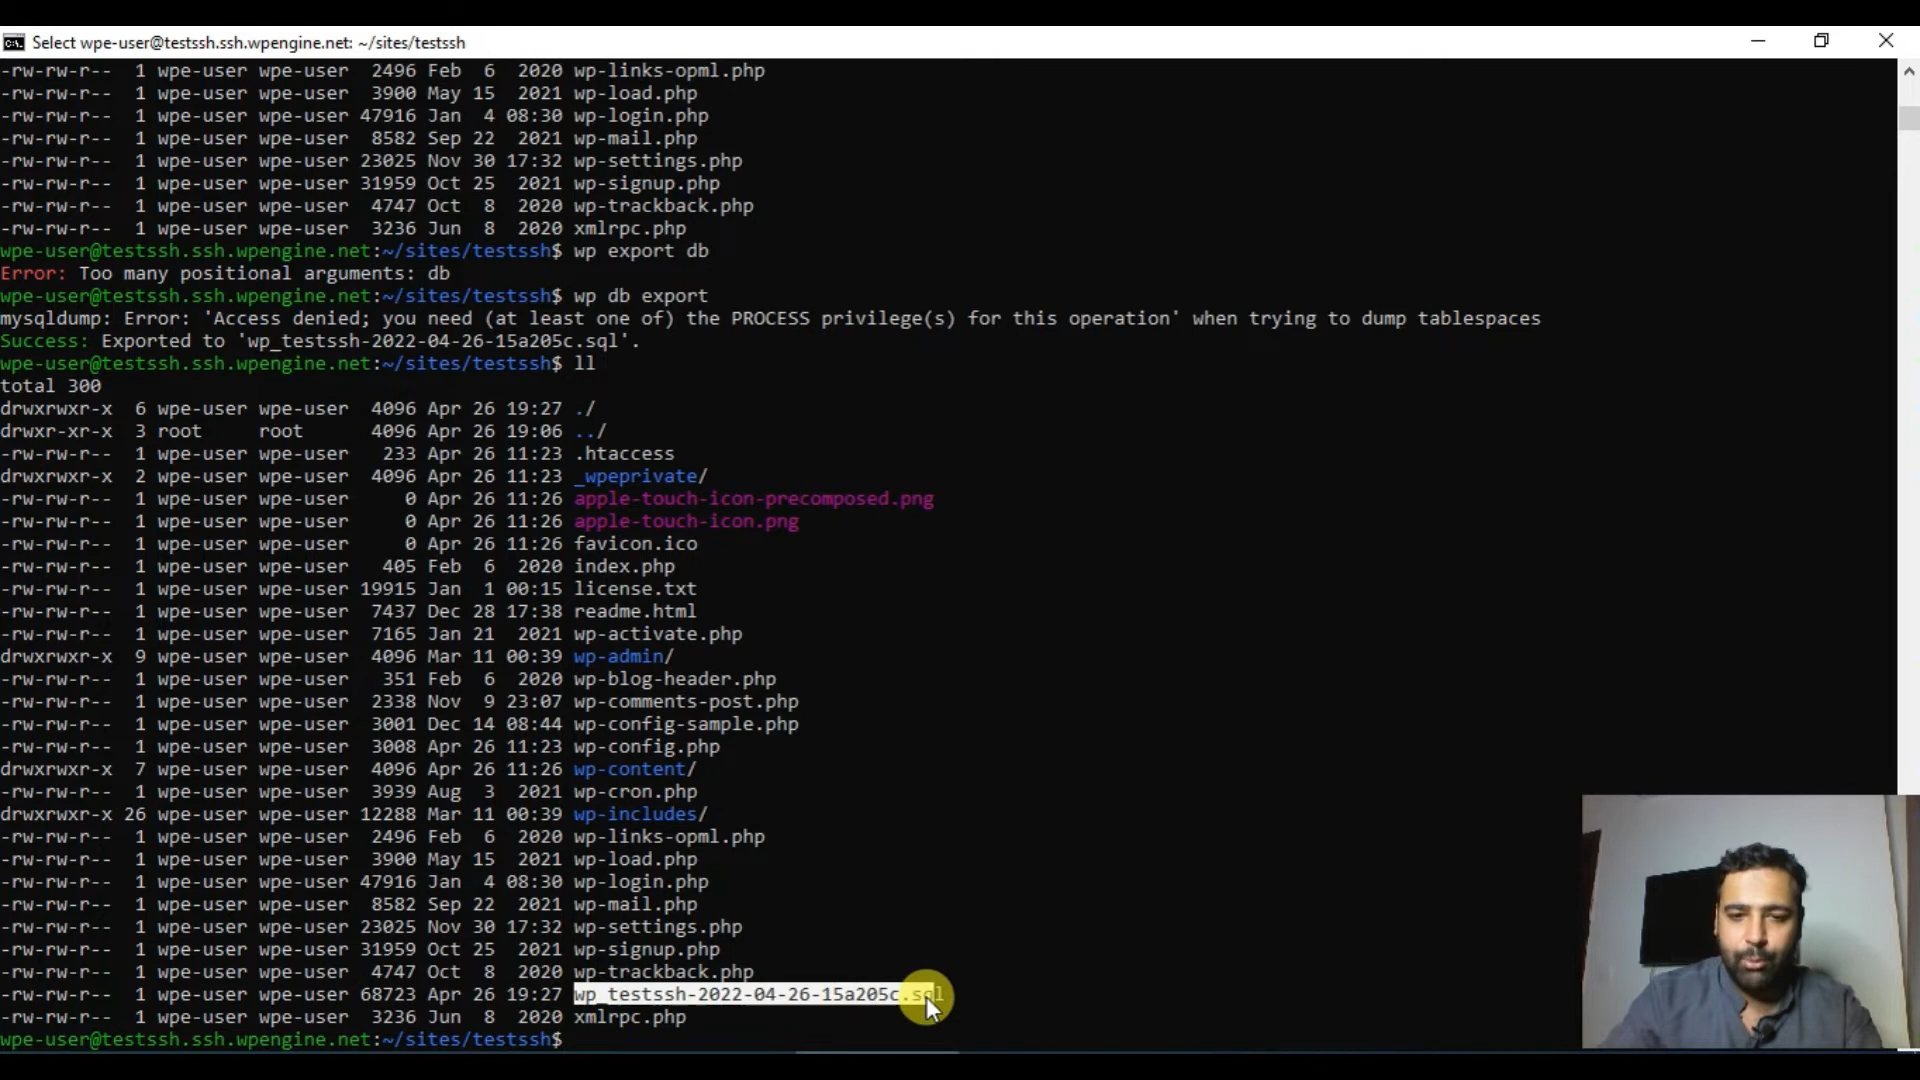 Select wpe-user@testssh.ssh.wpengine.net: ~/sites/testssh
-rw-rw-r--  1 wpe-user wpe-user  2496 Feb  6  2020 wp-links-opml.php
-rw-rw-r--  1 wpe-user wpe-user  3900 May 15  2021 wp-load.php
-rw-rw-r--  1 wpe-user wpe-user 47916 Jan  4 08:30 wp-login.php
-rw-rw-r--  1 wpe-user wpe-user  8582 Sep 22  2021 wp-mail.php
-rw-rw-r--  1 wpe-user wpe-user 23025 Nov 30 17:32 wp-settings.php
-rw-rw-r--  1 wpe-user wpe-user 31959 Oct 25  2021 wp-signup.php
-rw-rw-r--  1 wpe-user wpe-user  4747 Oct  8  2020 wp-trackback.php
-rw-rw-r--  1 wpe-user wpe-user  3236 Jun  8  2020 xmlrpc.php
wpe-user@testssh.ssh.wpengine.net:~/sites/testssh$ wp export db
Error: Too many positional arguments: db
wpe-user@testssh.ssh.wpengine.net:~/sites/testssh$ wp db export
mysqldump: Error: 'Access denied; you need (at least one of) the PROCESS privilege(s) for this operation' when trying to dump tablespaces
Success: Exported to 'wp_testssh-2022-04-26-15a205c.sql'.
wpe-user@testssh.ssh.wpengine.net:~/sites/testssh$ ll
total 300
drwxrwxr-x  6 wpe-user wpe-user  4096 Apr 26 19:27 ./
drwxr-xr-x  3 root     root      4096 Apr 26 19:06 ../
-rw-rw-r--  1 wpe-user wpe-user   233 Apr 26 11:23 .htaccess
drwxrwxr-x  2 wpe-user wpe-user  4096 Apr 26 11:23 _wpeprivate/
-rw-rw-r--  1 wpe-user wpe-user     0 Apr 26 11:26 apple-touch-icon-precomposed.png
-rw-rw-r--  1 wpe-user wpe-user     0 Apr 26 11:26 apple-touch-icon.png
-rw-rw-r--  1 wpe-user wpe-user     0 Apr 26 11:26 favicon.ico
-rw-rw-r--  1 wpe-user wpe-user   405 Feb  6  2020 index.php
-rw-rw-r--  1 wpe-user wpe-user 19915 Jan  1 00:15 license.txt
-rw-rw-r--  1 wpe-user wpe-user  7437 Dec 28 17:38 readme.html
-rw-rw-r--  1 wpe-user wpe-user  7165 Jan 21  2021 wp-activate.php
drwxrwxr-x  9 wpe-user wpe-user  4096 Mar 11 00:39 wp-admin/
-rw-rw-r--  1 wpe-user wpe-user   351 Feb  6  2020 wp-blog-header.php
-rw-rw-r--  1 wpe-user wpe-user  2338 Nov  9 23:07 wp-comments-post.php
-rw-rw-r--  1 wpe-user wpe-user  3001 Dec 14 08:44 wp-config-sample.php
-rw-rw-r--  1 wpe-user wpe-user  3008 Apr 26 11:23 wp-config.php
drwxrwxr-x  7 wpe-user wpe-user  4096 Apr 26 11:26 wp-content/
-rw-rw-r--  1 wpe-user wpe-user  3939 Aug  3  2021 wp-cron.php
drwxrwxr-x 26 wpe-user wpe-user 12288 Mar 11 00:39 wp-includes/
-rw-rw-r--  1 wpe-user wpe-user  2496 Feb  6  2020 wp-links-opml.php
-rw-rw-r--  1 wpe-user wpe-user  3900 May 15  2021 wp-load.php
-rw-rw-r--  1 wpe-user wpe-user 47916 Jan  4 08:30 wp-login.php
-rw-rw-r--  1 wpe-user wpe-user  8582 Sep 22  2021 wp-mail.php
-rw-rw-r--  1 wpe-user wpe-user 23025 Nov 30 17:32 wp-settings.php
-rw-rw-r--  1 wpe-user wpe-user 31959 Oct 25  2021 wp-signup.php
-rw-rw-r--  1 wpe-user wpe-user  4747 Oct  8  2020 wp-trackback.php
-rw-rw-r--  1 wpe-user wpe-user 68723 Apr 26 19:27 wp_testssh-2022-04-26-15a205c.sql
-rw-rw-r--  1 wpe-user wpe-user  3236 Jun  8  2020 xmlrpc.php
wpe-user@testssh.ssh.wpengine.net:~/sites/testssh$